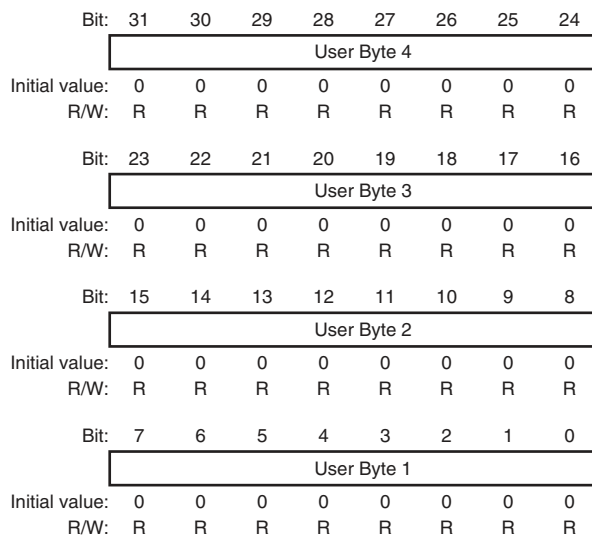 Bit: 31 30 29 28 27 26 25 24
User Byte 4
Initial value: 0 0 0 0 0 0 0 0
R/W: R R R R R R R R
Bit: 23 22 21 20 19 18 17 16
User Byte 3
Initial value: 0 0 0 0 0 0 0 0
R/W: R R R R R R R R
Bit: 15 14 13 12 11 10 9 8
User Byte 2
Initial value: 0 0 0 0 0 0 0 0
R/W: R R R R R R R R
Bit: 7 6 5 4 3 2 1 0
User Byte 1
Initial value: 0 0 0 0 0 0 0 0
R/W: R R R R R R R R